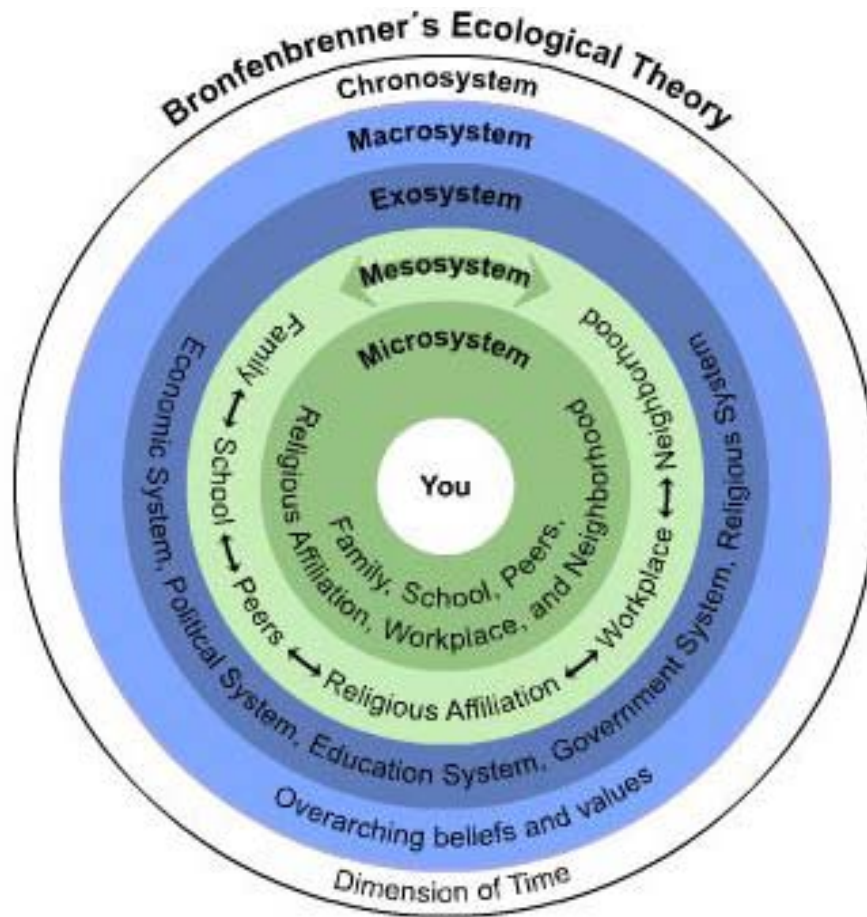 Bronfenbrenner´s Ecological Theory
Chronosystem
Macrosystem
Exosystem
Mesosystem
Microsystem
You
Family, School, Peers,
Religious Affiliation, Workplace, and Neighborhood
Family ↔ School ↔ Peers ↔ Religious Affiliation ↔ Workplace ↔ Neighborhood
Economic System, Political System, Education System, Government System, Religious System
Overarching beliefs and values
Dimension of Time